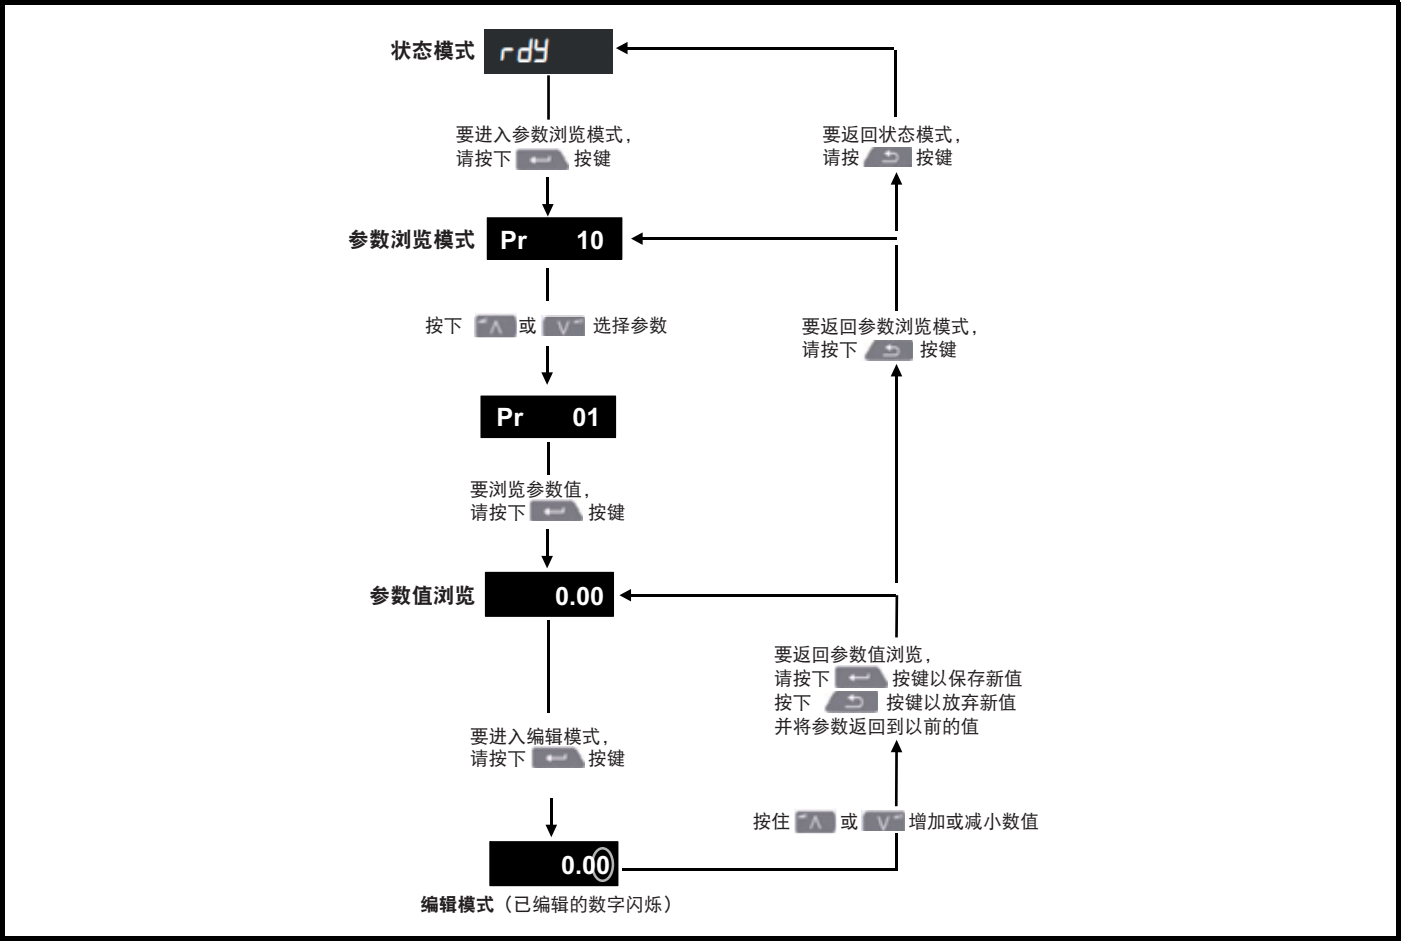 状态模式
rdy
要进入参数浏览模式，
请按下 按键
要返回状态模式，
请按 按键
参数浏览模式
Pr 10
按下 或 选择参数
要返回参数浏览模式，
请按下 按键
Pr 01
要浏览参数值，
请按下 按键
参数值浏览
0.00
要返回参数值浏览，
请按下 按键以保存新值
按下 按键以放弃新值
并将参数返回到以前的值
要进入编辑模式，
请按下 按键
按住 或 增加或减小数值
0.00
编辑模式（已编辑的数字闪烁）